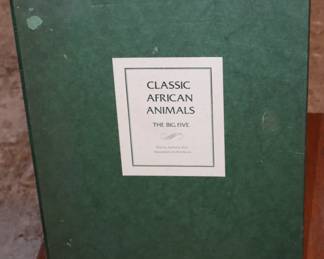 CLASSIC
AFRICAN
ANIMALS
THE BIG FIVE